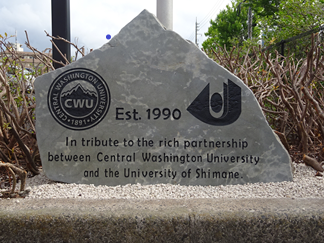 CENTRAL WASHINGTON UNIVERSITY
CWU
1891
Est. 1990
In tribute to the rich partnership
between Central Washington University
and the University of Shimane.